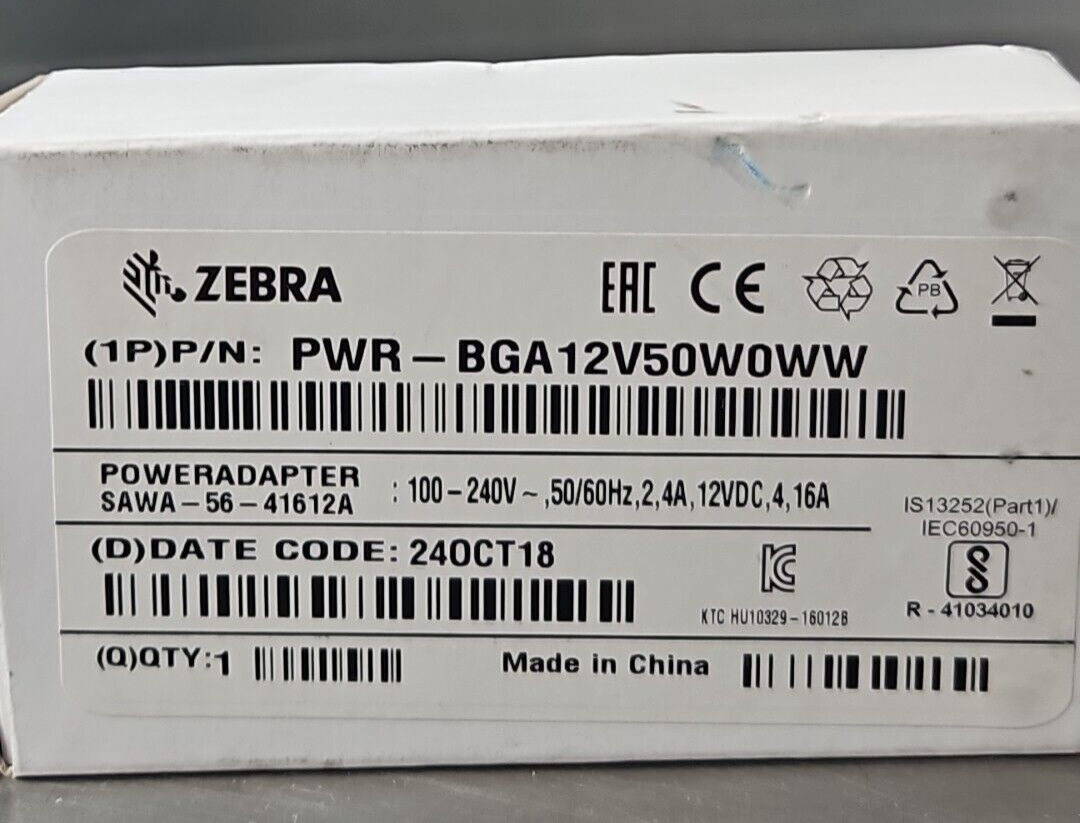 ZEBRA
EAC CE
PB
(1P)P/N: PWR-BGA12V50W0WW
POWERADAPTER
SAWA-56-41612A
: 100-240V~,50/60Hz,2,4A,12VDC,4,16A
IS13252(Part1)/
IEC60950-1
(D)DATE CODE: 24OCT18
R-41034010
KTC HU10329-16012B
(Q)QTY:1
Made in China